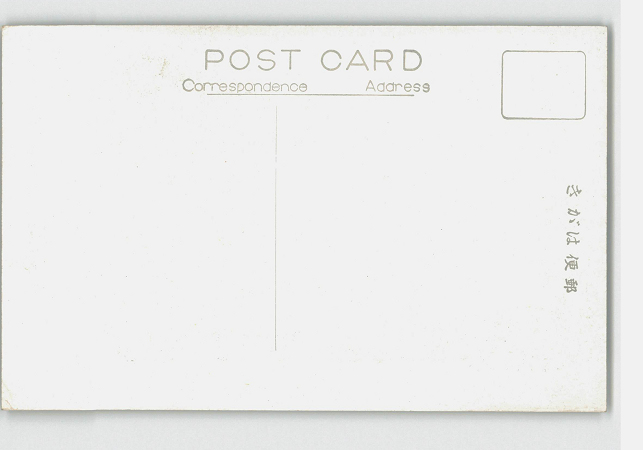 POST CARD
Correspondence Address
郵便はがき